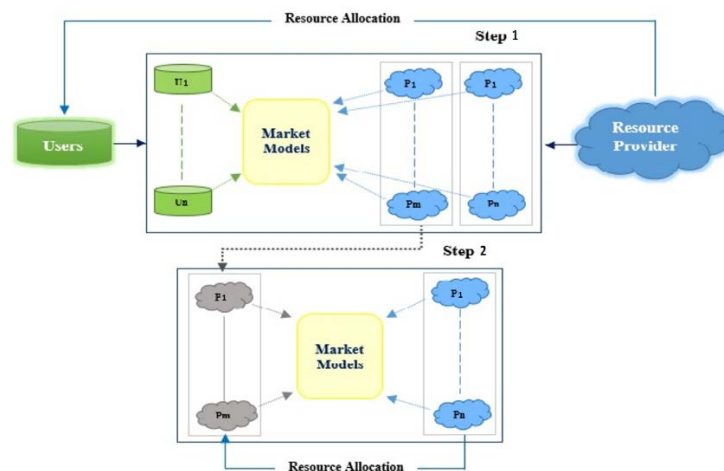 Resource Allocation
Step 1
U1
P1
P1
Users
Market
Models
Resource
Provider
Un
Pm
Pn
Step 2
P1
P1
Market
Models
Pm
Pn
Resource Allocation